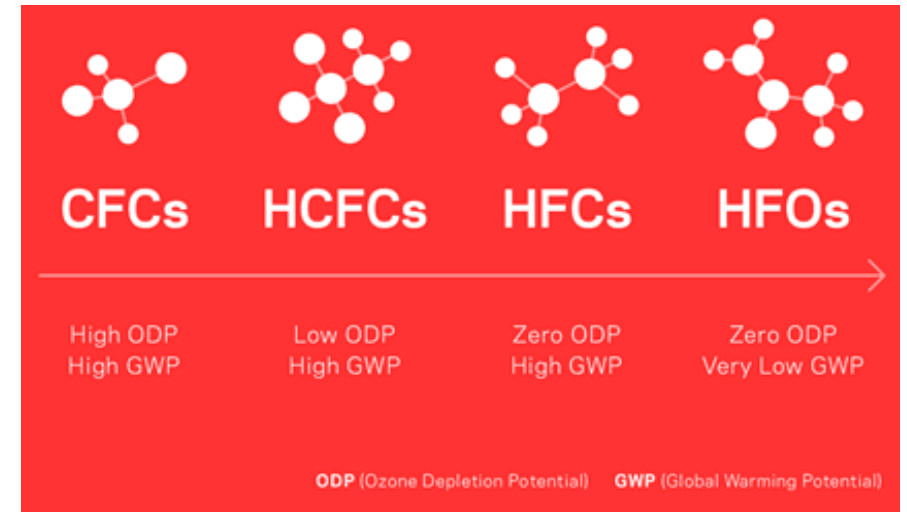 CFCs HCFCs HFCs HFOs
High ODP Low ODP Zero ODP Zero ODP
High GWP High GWP High GWP Very Low GWP
ODP (Ozone Depletion Potential) GWP (Global Warming Potential)